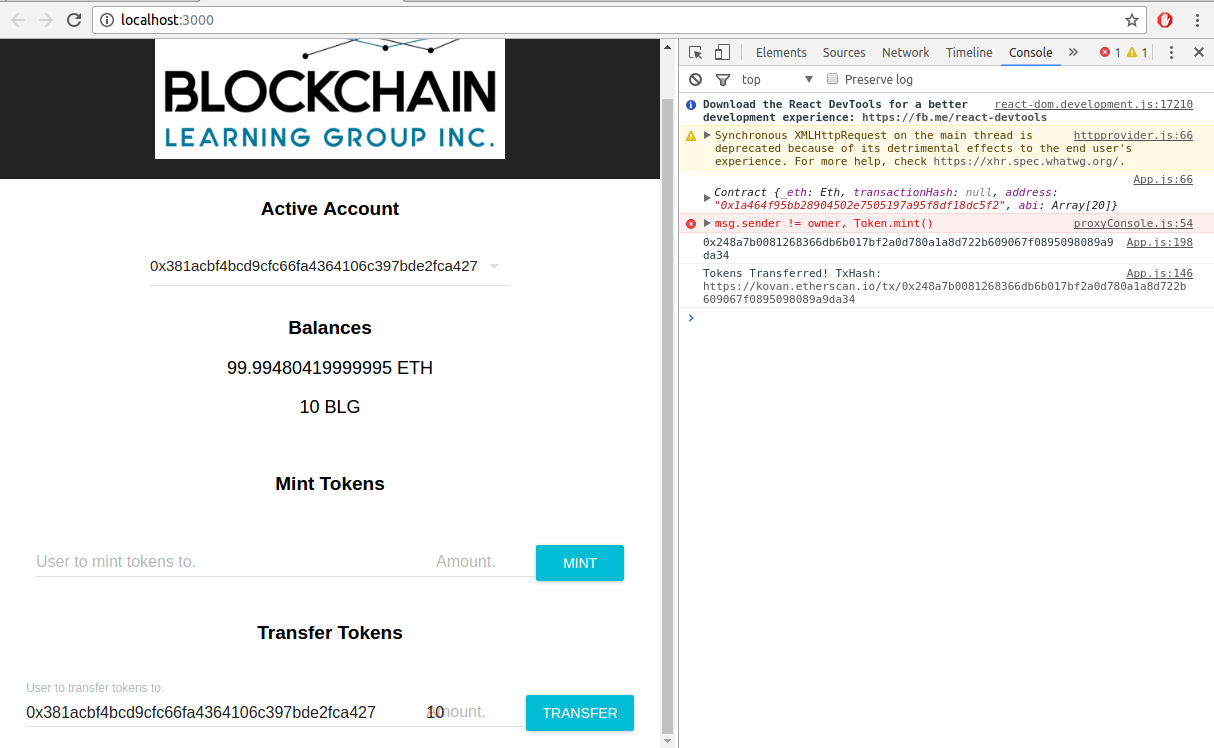 localhost:3000
BLOCKCHAIN
LEARNING GROUP INC.
Active Account
0x381acbf4bcd9cfc66fa4364106c397bde2fca427
Balances
99.99480419999995 ETH
10 BLG
Mint Tokens
User to mint tokens to. Amount. MINT
Transfer Tokens
User to transfer tokens to.
0x381acbf4bcd9cfc66fa4364106c397bde2fca427 10 Amount. TRANSFER
Elements Sources Network Timeline Console » 1 1
top Preserve log
Download the React DevTools for a better react-dom.development.js:17210
development experience: https://fb.me/react-devtools
Synchronous XMLHttpRequest on the main thread is httpprovider.js:66
deprecated because of its detrimental effects to the end user's
experience. For more help, check https://xhr.spec.whatwg.org/.
App.js:66
Contract {_eth: Eth, transactionHash: null, address:
"0x1a464f95bb28904502e7505197a95f8df18dc5f2", abi: Array[20]}
msg.sender != owner, Token.mint() proxyConsole.js:54
0x248a7b0081268366db6b017bf2a0d780a1a8d722b609067f0895098089a9 App.js:198
da34
Tokens Transferred! TxHash: App.js:146
https://kovan.etherscan.io/tx/0x248a7b0081268366db6b017bf2a0d780a1a8d722b
609067f0895098089a9da34